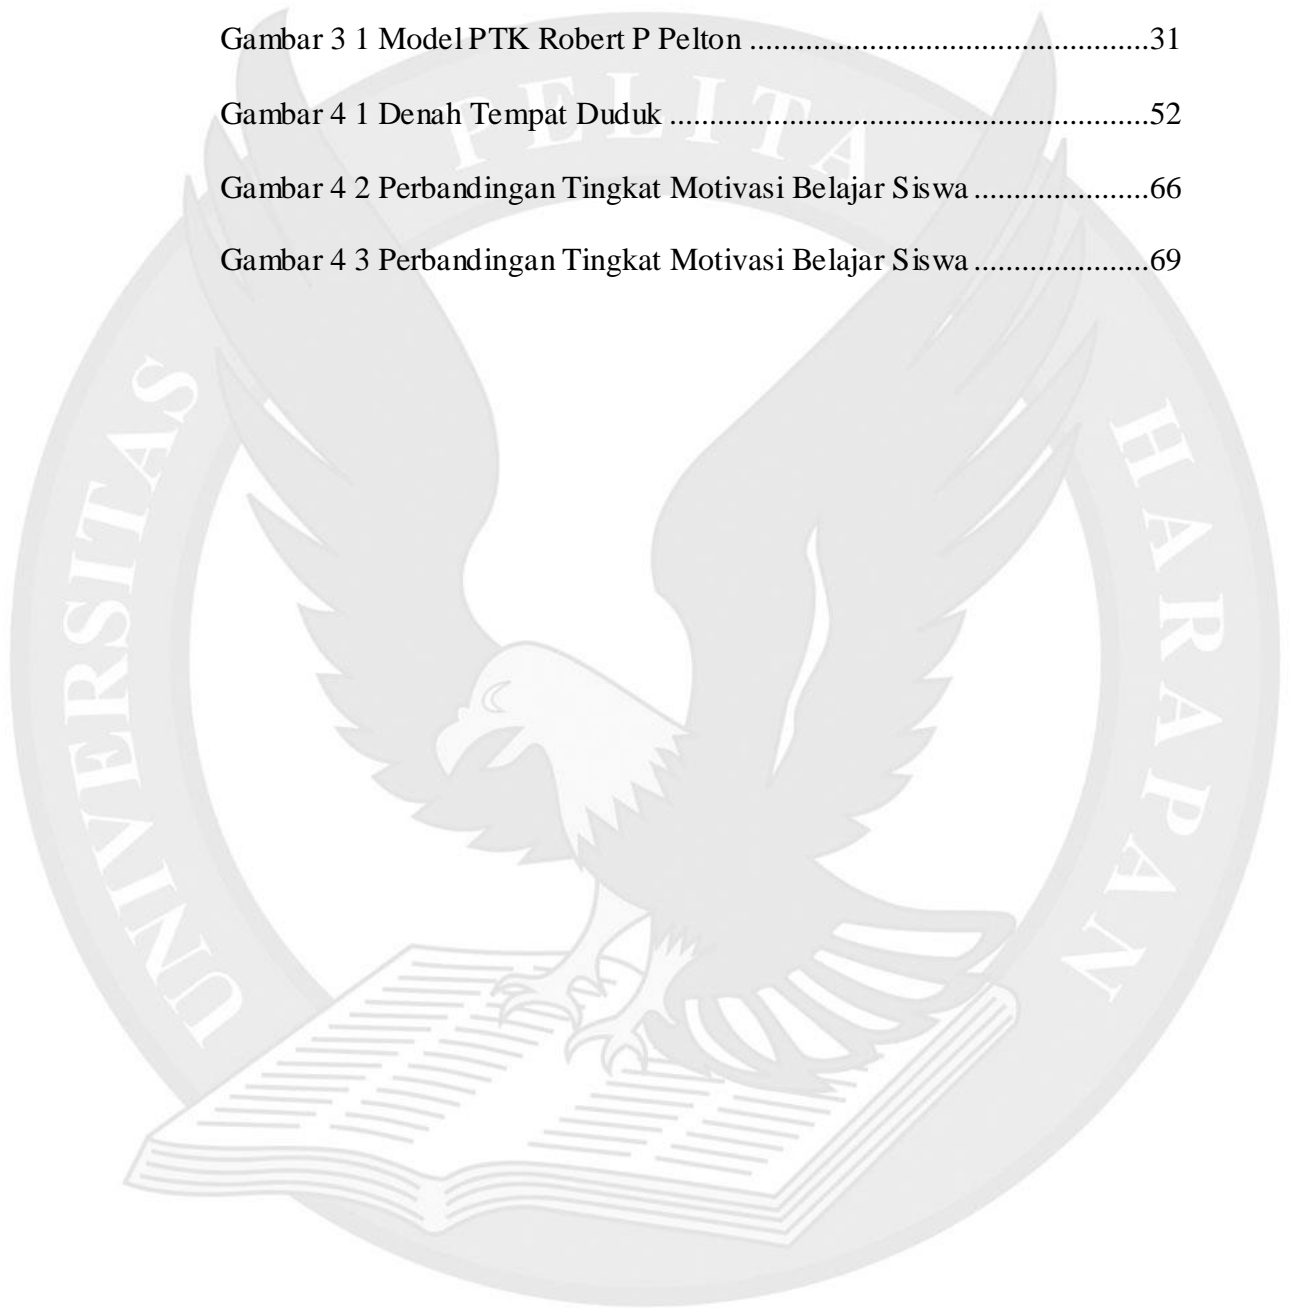 Gambar 3 1 Model PTK Robert P Pelton ..................................................31
Gambar 4 1 Denah Tempat Duduk ............................................................52
Gambar 4 2 Perbandingan Tingkat Motivasi Belajar Siswa ......................66
Gambar 4 3 Perbandingan Tingkat Motivasi Belajar Siswa ......................69
UNIVERSITAS PELITA HARAPAN